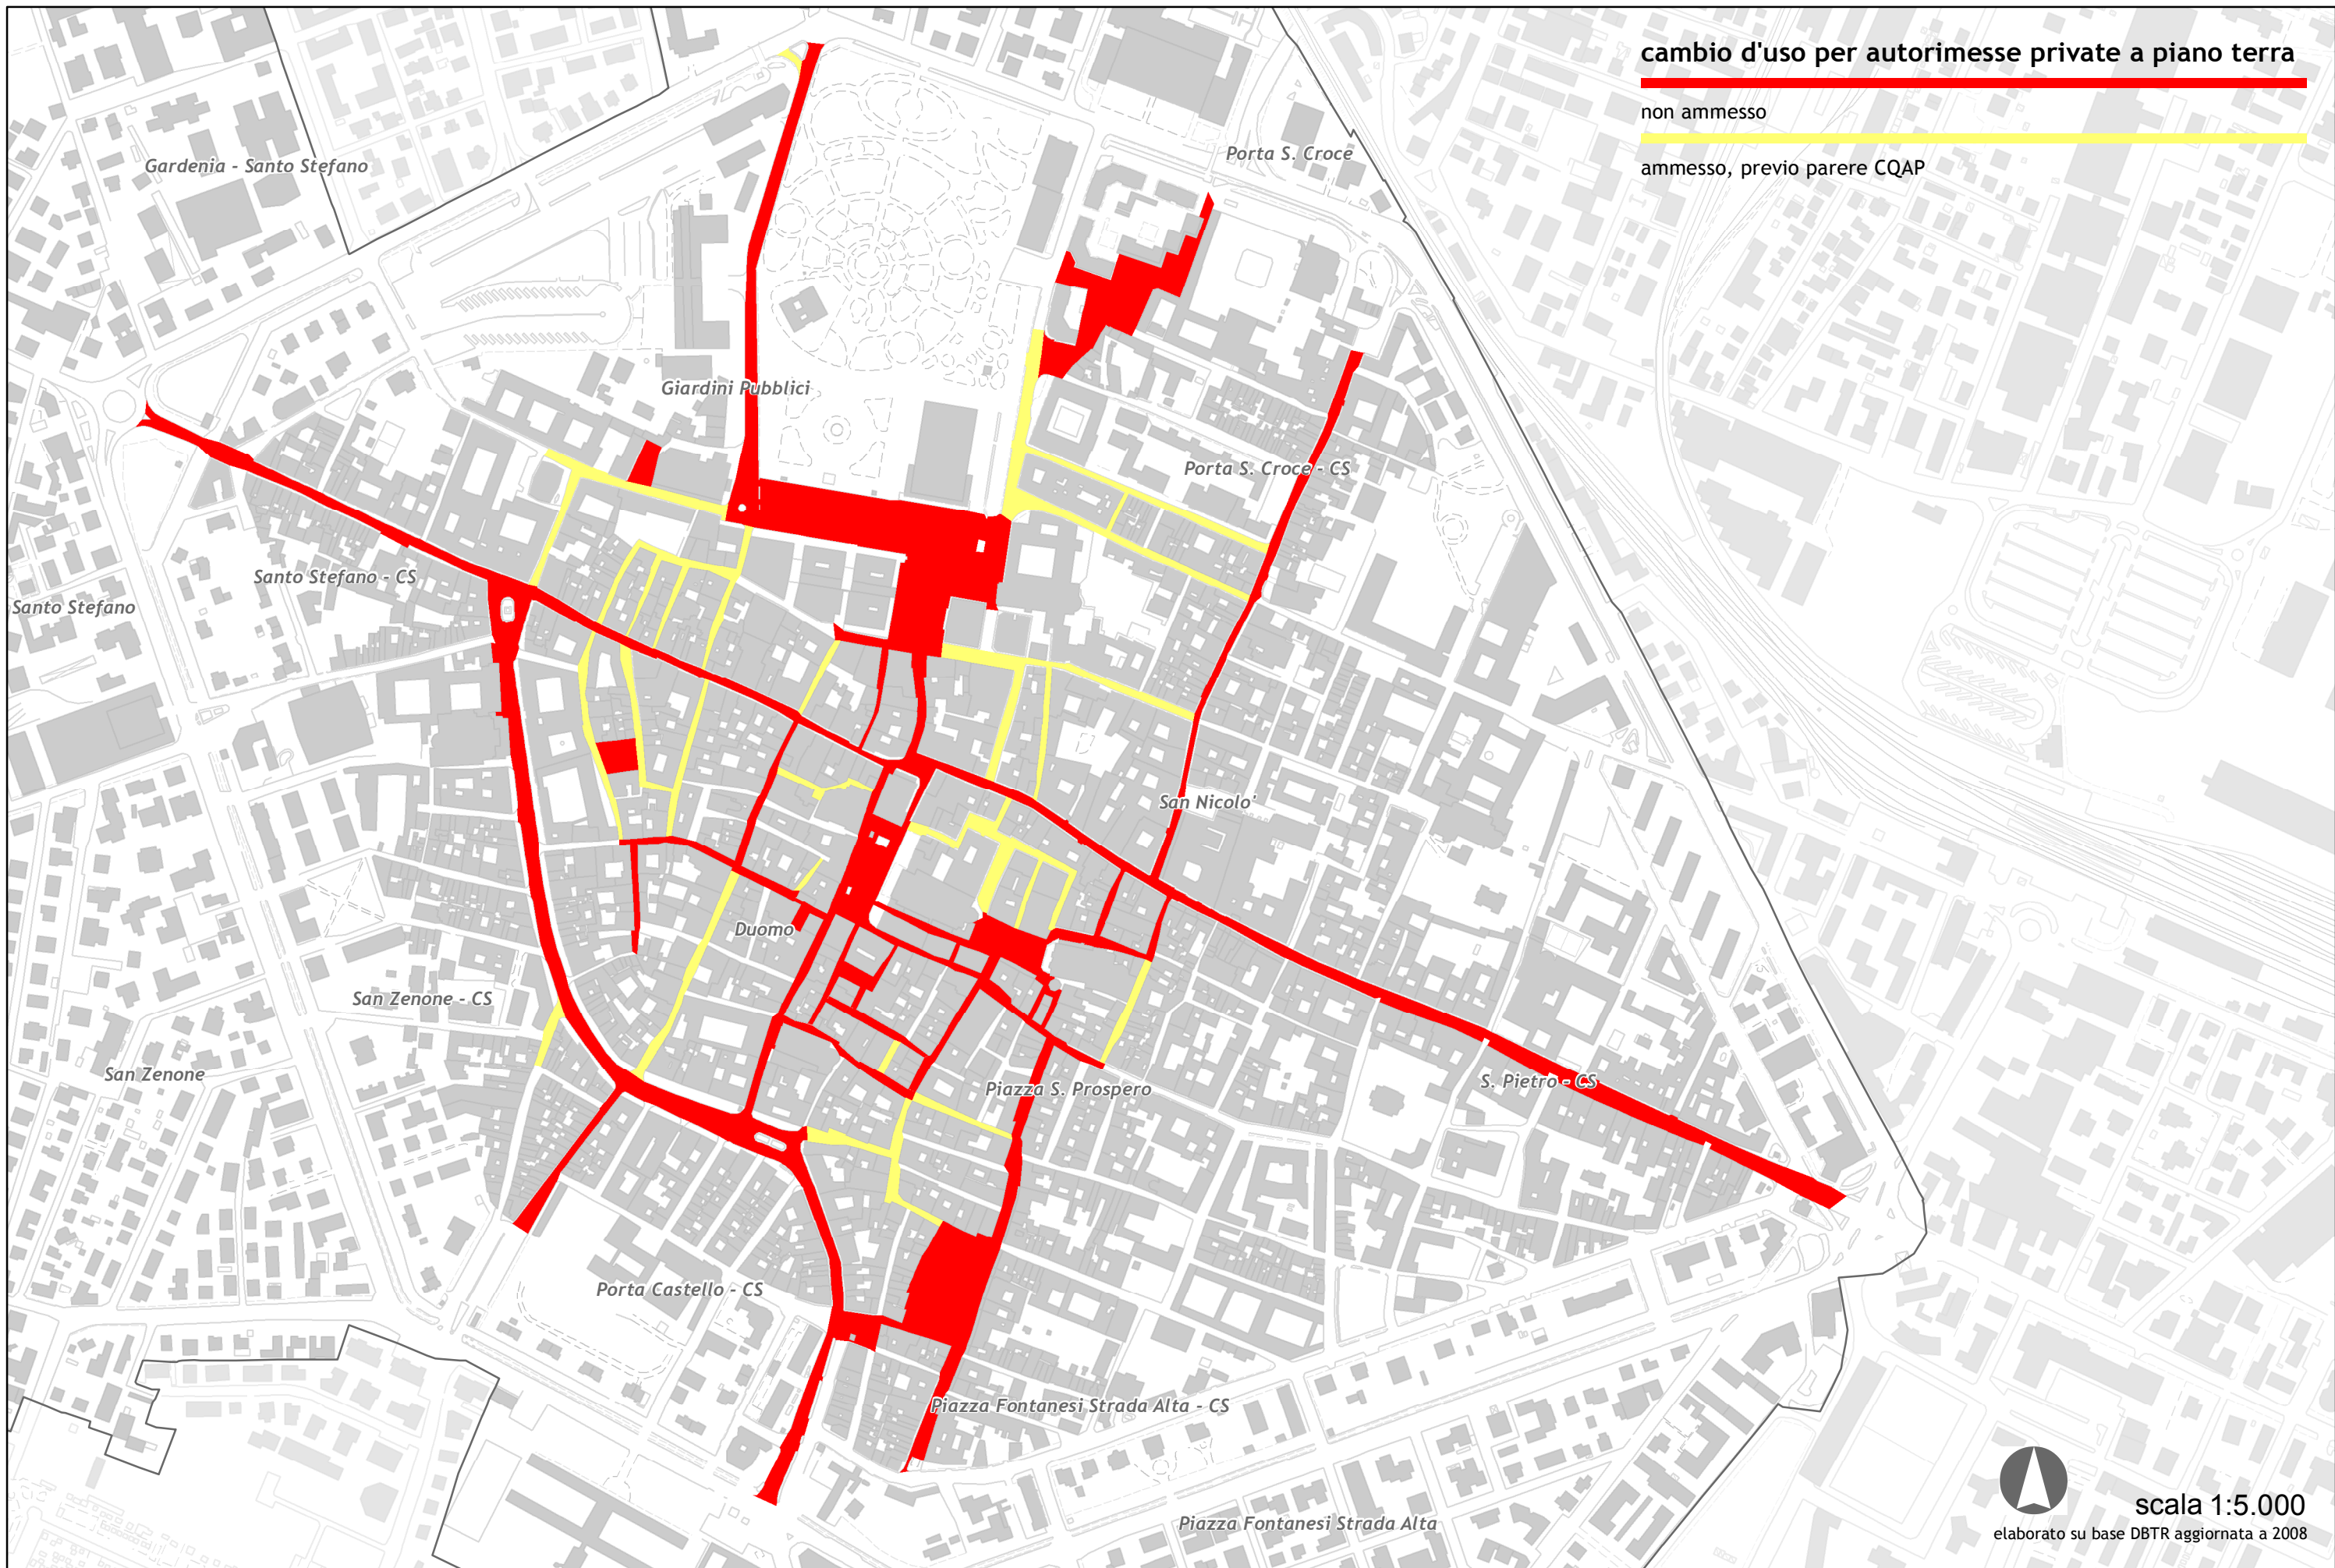 cambio d'uso per autorimesse private a piano terra
non ammesso
ammesso, previo parere CQAP
Porta S. Croce
Gardenia - Santo Stefano
Giardini Pubblici
Porta S. Croce - CS
Santo Stefano - CS
Santo Stefano
San Nicolo'
Duomo
San Zenone - CS
San Zenone
Piazza S. Prospero
S. Pietro - CS
Porta Castello - CS
Piazza Fontanesi Strada Alta - CS
Piazza Fontanesi Strada Alta
scala 1:5.000
elaborato su base DBTR aggiornata a 2008